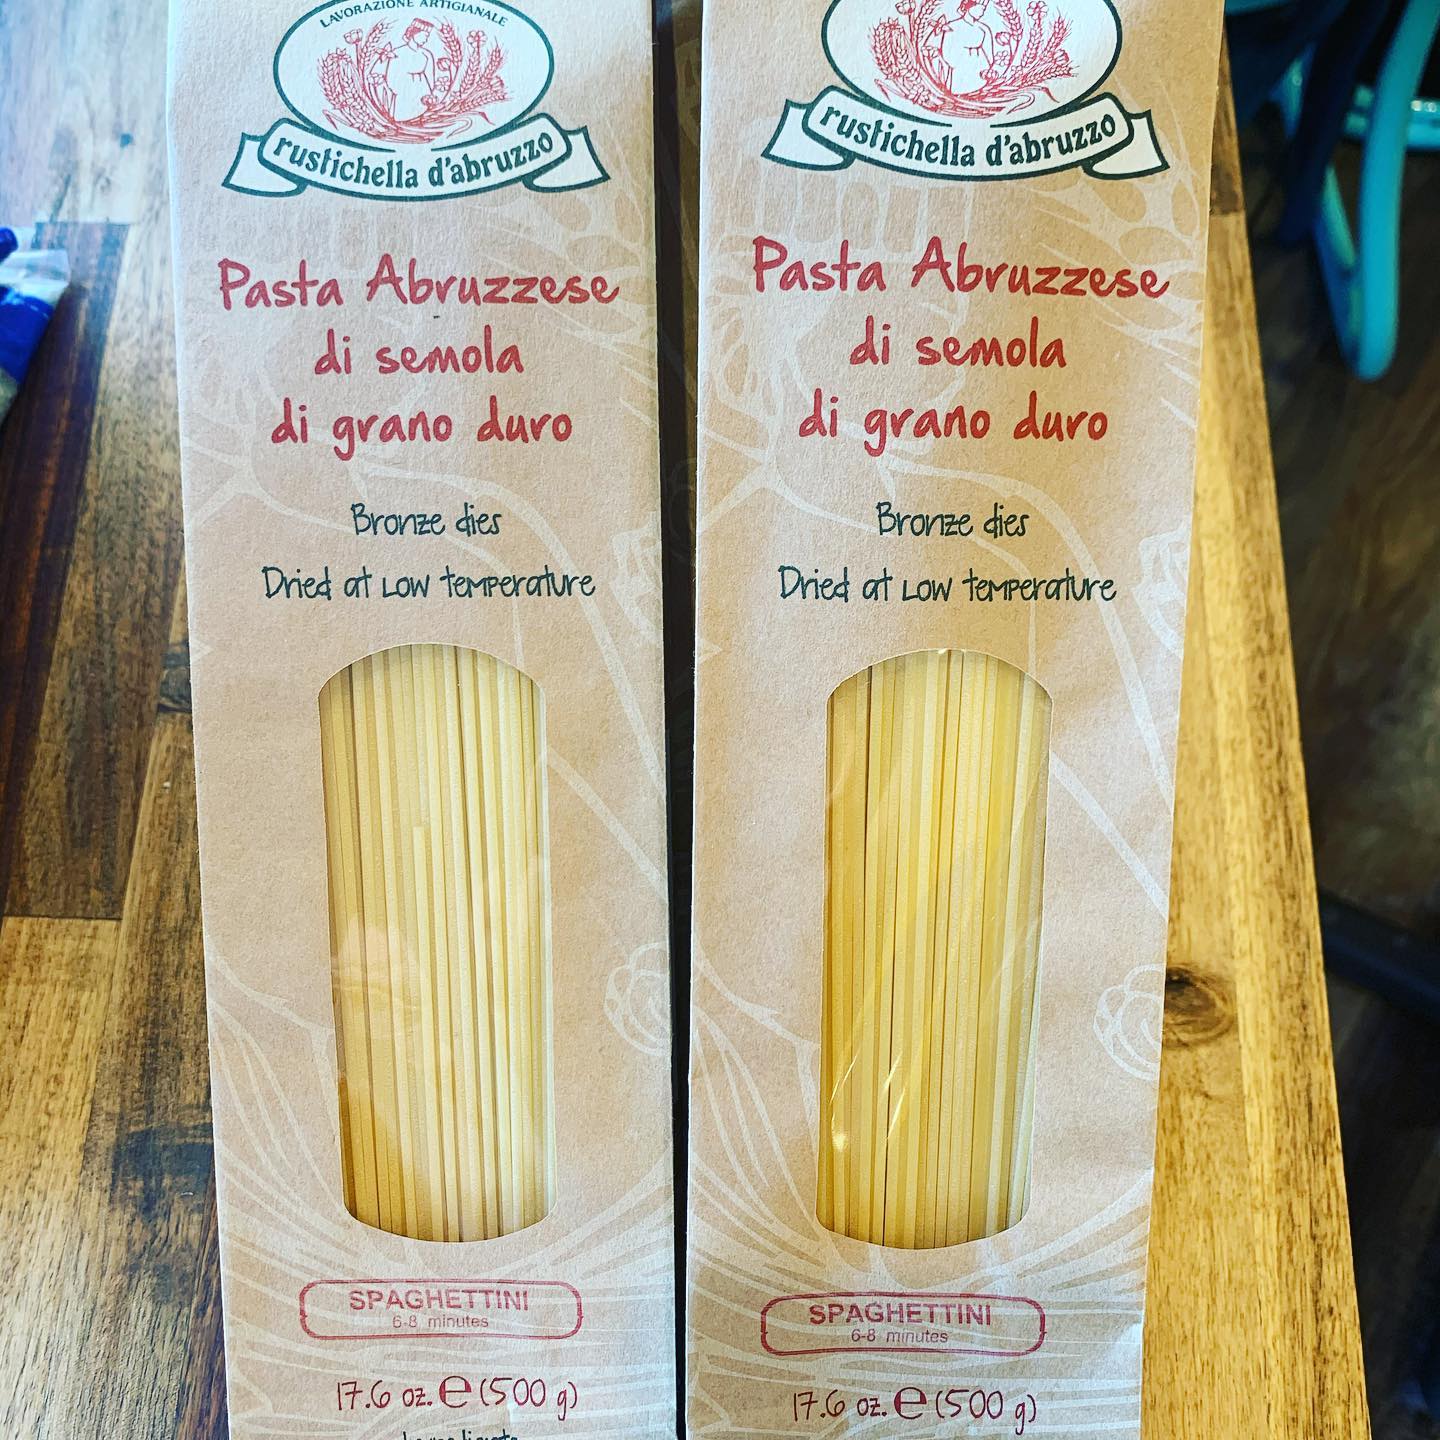 LAVORAZIONE ARTIGIANALE
rustichella d'abruzzo
Pasta Abruzzese
di semola
di grano duro
Bronze dies
Dried at low temperature
SPAGHETTINI
6-8 minutes
17.6 oz. e (500 g)
rustichella d'abruzzo
Pasta Abruzzese
di semola
di grano duro
Bronze dies
Dried at low temperature
SPAGHETTINI
6-8 minutes
17.6 oz. e (500 g)